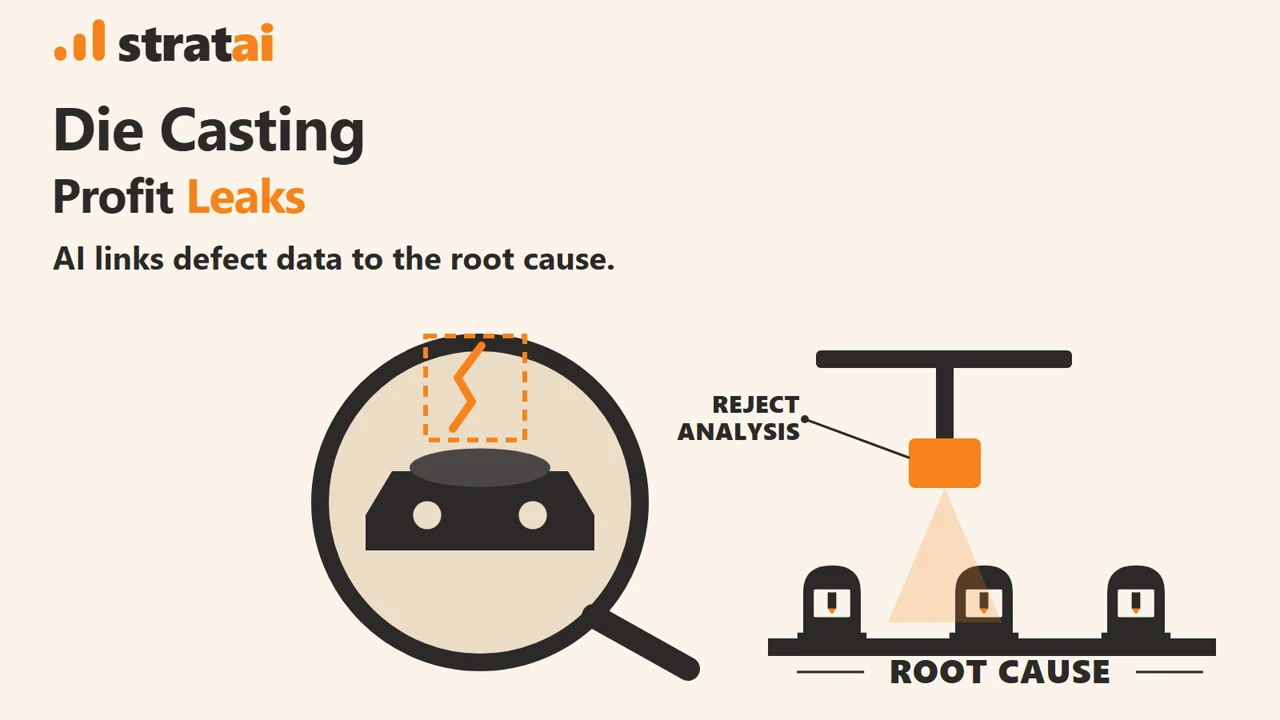 stratai
Die Casting
Profit Leaks
AI links defect data to the root cause.
REJECT
ANALYSIS
ROOT CAUSE